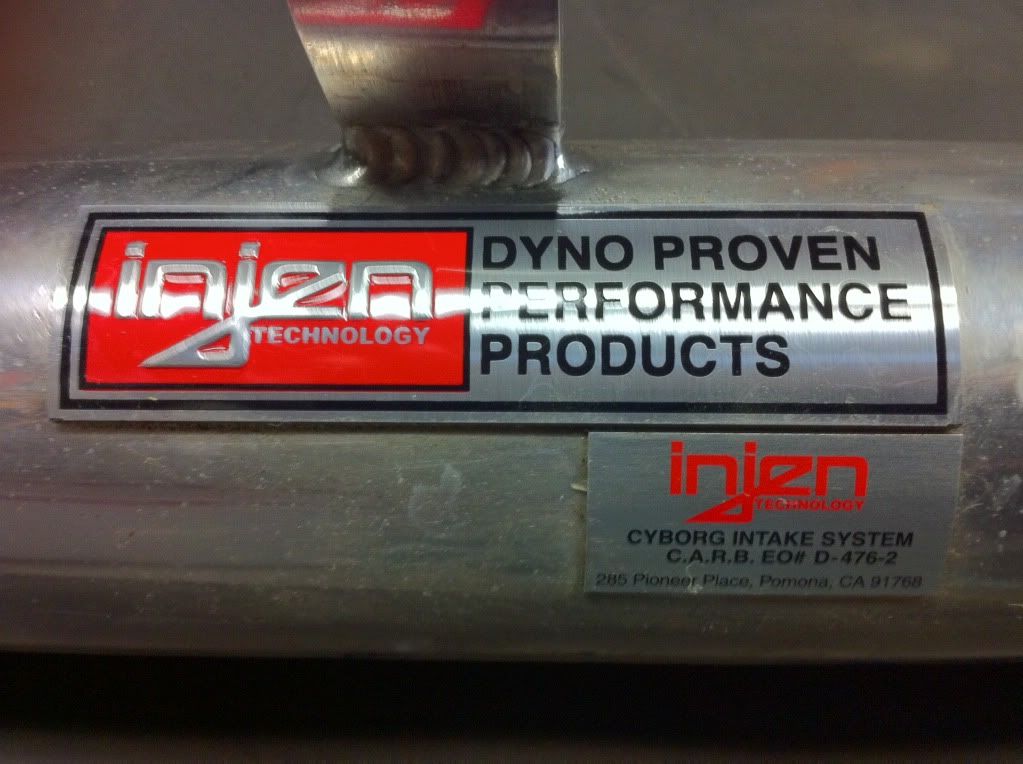 injen
TECHNOLOGY
DYNO PROVEN
PERFORMANCE
PRODUCTS
injen
TECHNOLOGY
CYBORG INTAKE SYSTEM
C.A.R.B. EO# D-476-2
285 Pioneer Place, Pomona, CA 91768